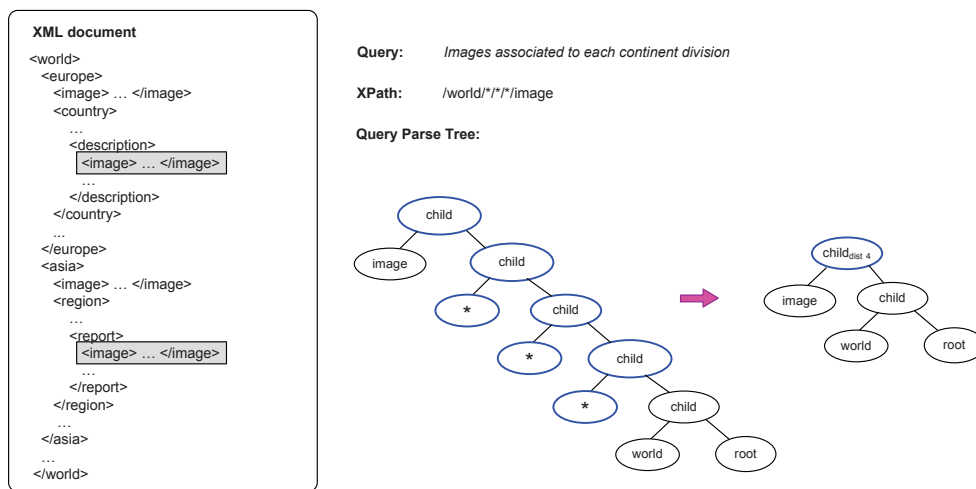 XML document
<world>
<europe>
<image> … </image>
<country>
…
<description>
<image> … </image>
…
</description>
</country>
...
</europe>
<asia>
<image> … </image>
<region>
…
<report>
<image> … </image>
…
</report>
</region>
…
</asia>
…
</world>
Query: Images associated to each continent division
XPath: /world/*/*/*/image
Query Parse Tree:
child
image child
* child
* child
* child
world root
child dist 4
image child
world root